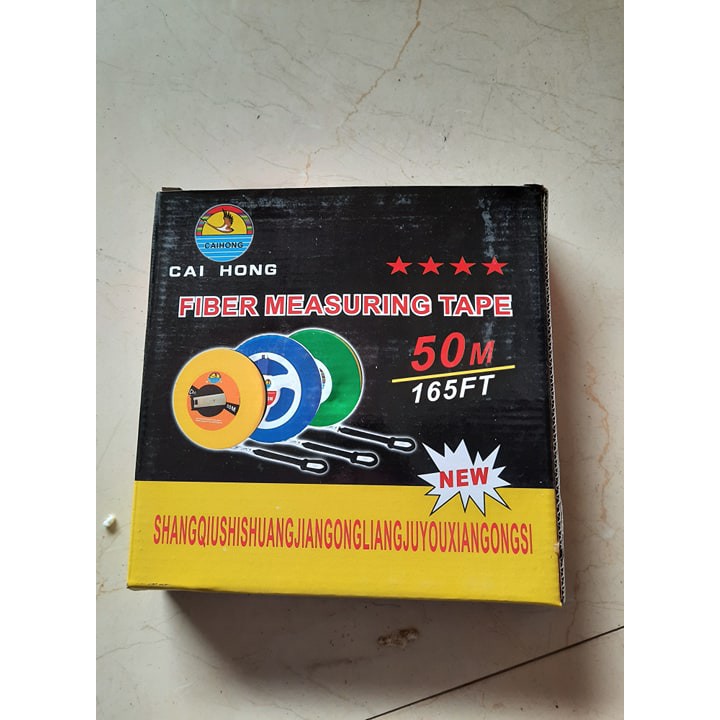 CAIHONG
CAI HONG
FIBER MEASURING TAPE
50M
165FT
NEW
SHANGQIUSHISHUANGJIANGONGLIANGJUYOUXIANGONGSI